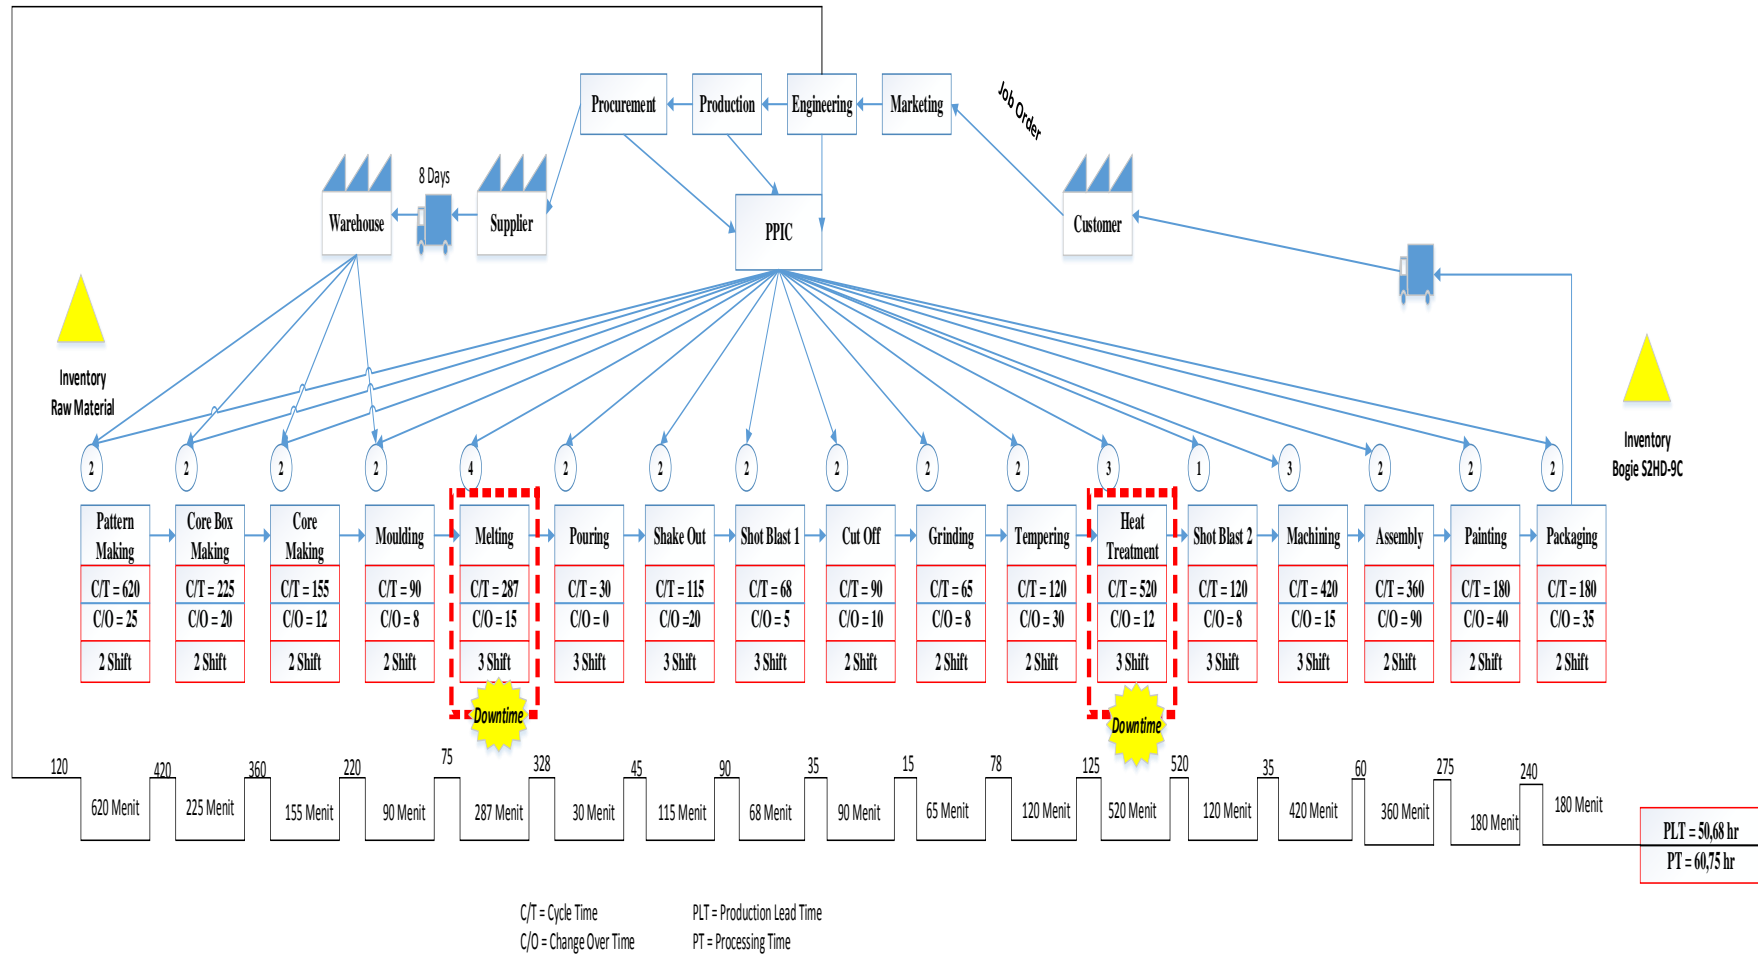 Job Order
Procurement
Production
Engineering
Marketing
8 Days
Warehouse
Supplier
PPIC
Customer
Inventory
Raw Material
Inventory
Bogie S2HD-9C
2 2 2 2 4 2 2 2 2 2 2 3 1 3 2 2 2
Pattern
Making
C/T = 620
C/O = 25
2 Shift
Core Box
Making
C/T = 225
C/O = 20
2 Shift
Core
Making
C/T = 155
C/O = 12
2 Shift
Moulding
C/T = 90
C/O = 8
2 Shift
Melting
C/T = 287
C/O = 15
3 Shift
Downtime
Pouring
C/T = 30
C/O = 0
3 Shift
Shake Out
C/T = 115
C/O =20
3 Shift
Shot Blast 1
C/T = 68
C/O = 5
3 Shift
Cut Off
C/T = 90
C/O = 10
2 Shift
Grinding
C/T = 65
C/O = 8
2 Shift
Tempering
C/T = 120
C/O = 30
2 Shift
Heat
Treatment
C/T = 520
C/O = 12
3 Shift
Downtime
Shot Blast 2
C/T = 120
C/O = 8
3 Shift
Machining
C/T = 420
C/O = 15
3 Shift
Assembly
C/T = 360
C/O = 90
2 Shift
Painting
C/T = 180
C/O = 40
2 Shift
Packaging
C/T = 180
C/O = 35
2 Shift
120 420 360 220 75 328 45 90 35 15 78 125 520 35 60 275 240
620 Menit 225 Menit 155 Menit 90 Menit 287 Menit 30 Menit 115 Menit 68 Menit 90 Menit 65 Menit 120 Menit 520 Menit 120 Menit 420 Menit 360 Menit 180 Menit 180 Menit
PLT = 50,68 hr
PT = 60,75 hr
C/T = Cycle Time
PLT = Production Lead Time
C/O = Change Over Time
PT = Processing Time